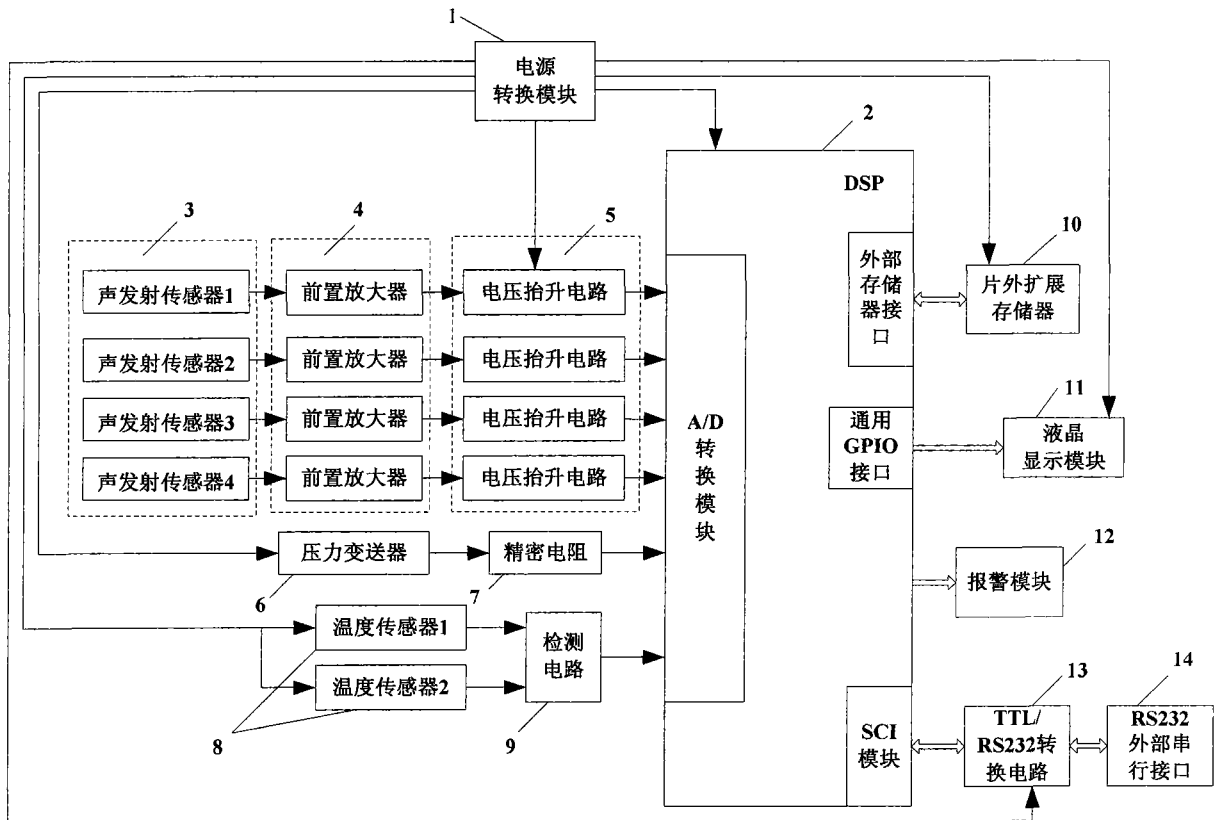 1
电源
转换模块
2
DSP
3
4
5
声发射传感器1
前置放大器
电压抬升电路
声发射传感器2
前置放大器
电压抬升电路
声发射传感器3
前置放大器
电压抬升电路
声发射传感器4
前置放大器
电压抬升电路
A/D
转
换
模
块
外部
存储
器接
口
10
片外扩展
存储器
通用
GPIO
接口
11
液晶
显示模块
压力变送器
精密电阻
6
7
12
报警模块
温度传感器1
温度传感器2
检测
电路
8
9
SCI
模块
13
TTL/
RS232转
换电路
14
RS232
外部串
行接口